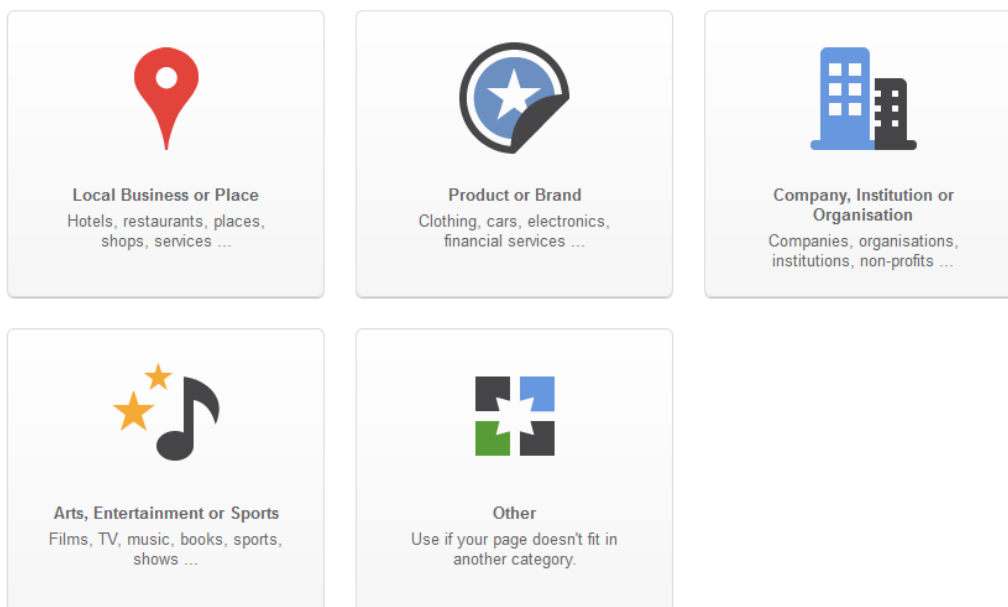 Local Business or Place
Hotels, restaurants, places,
shops, services ...
Product or Brand
Clothing, cars, electronics,
financial services ...
Company, Institution or
Organisation
Companies, organisations,
institutions, non-profits ...
Arts, Entertainment or Sports
Films, TV, music, books, sports,
shows ...
Other
Use if your page doesn't fit in
another category.